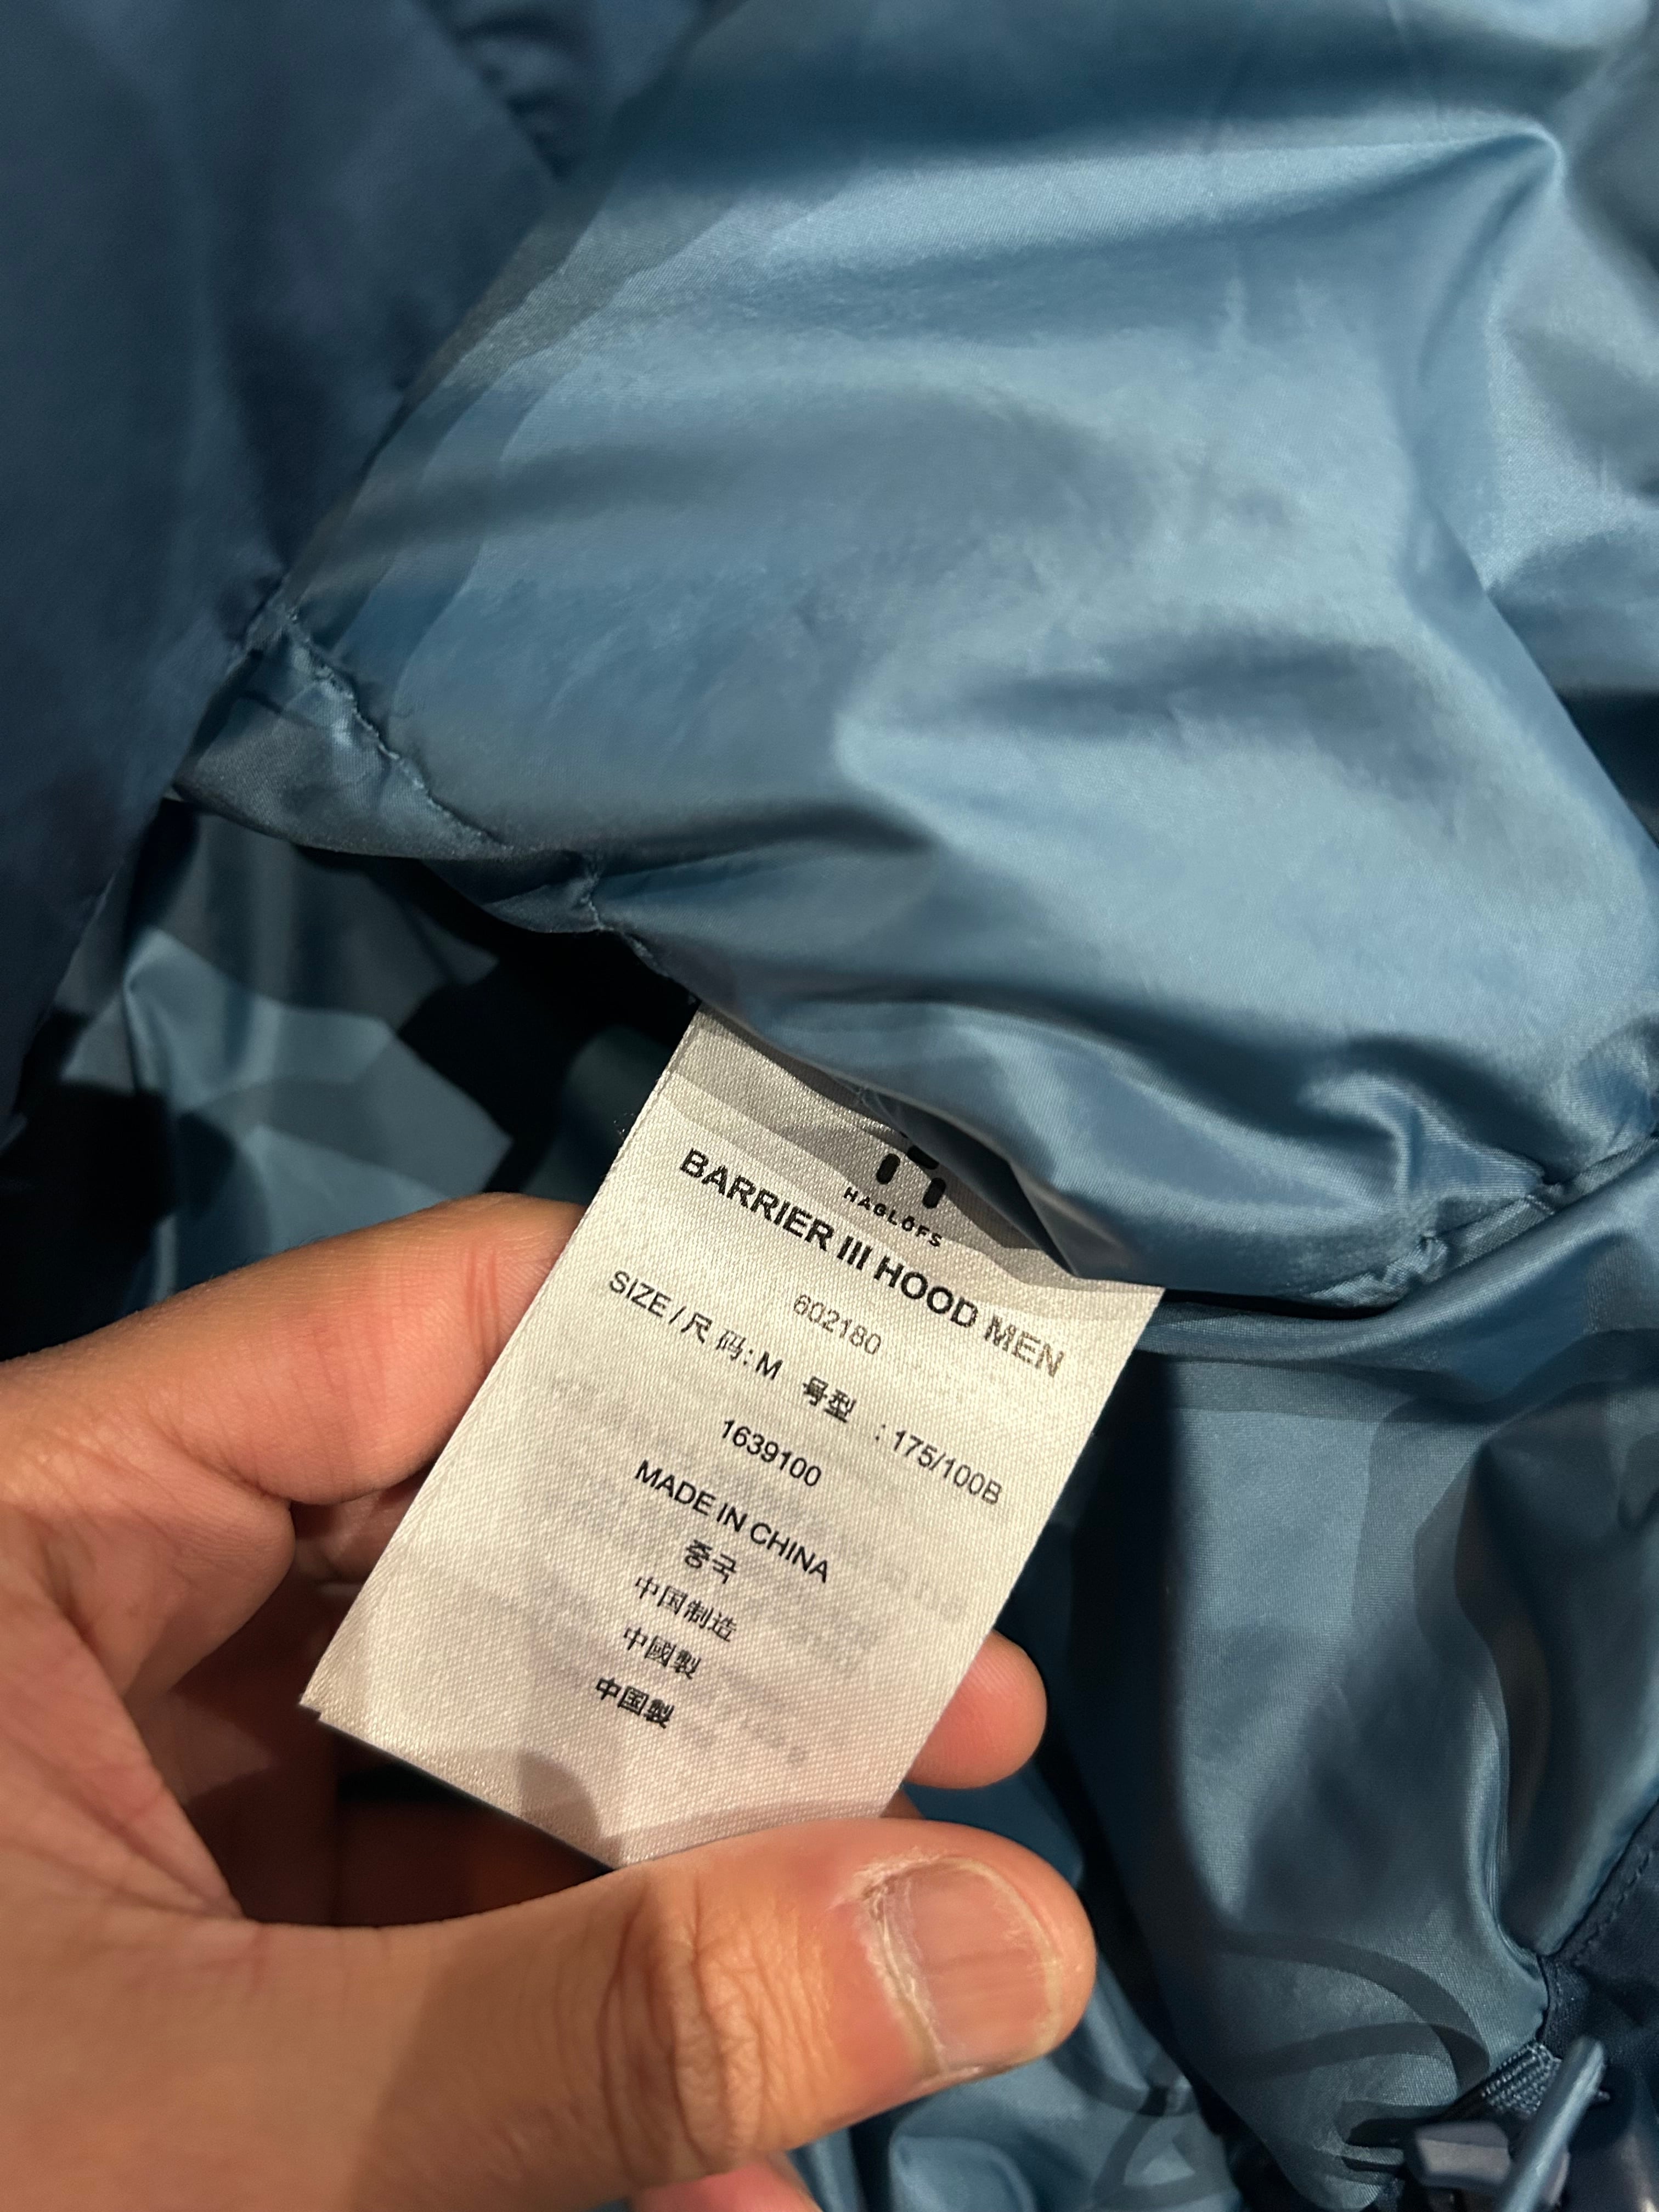 HAGLÖFS
BARRIER III HOOD MEN
602180
SIZE / 尺码: M 号型 : 175/100B
1639100
MADE IN CHINA
중국
中国制造
中國製
中国製